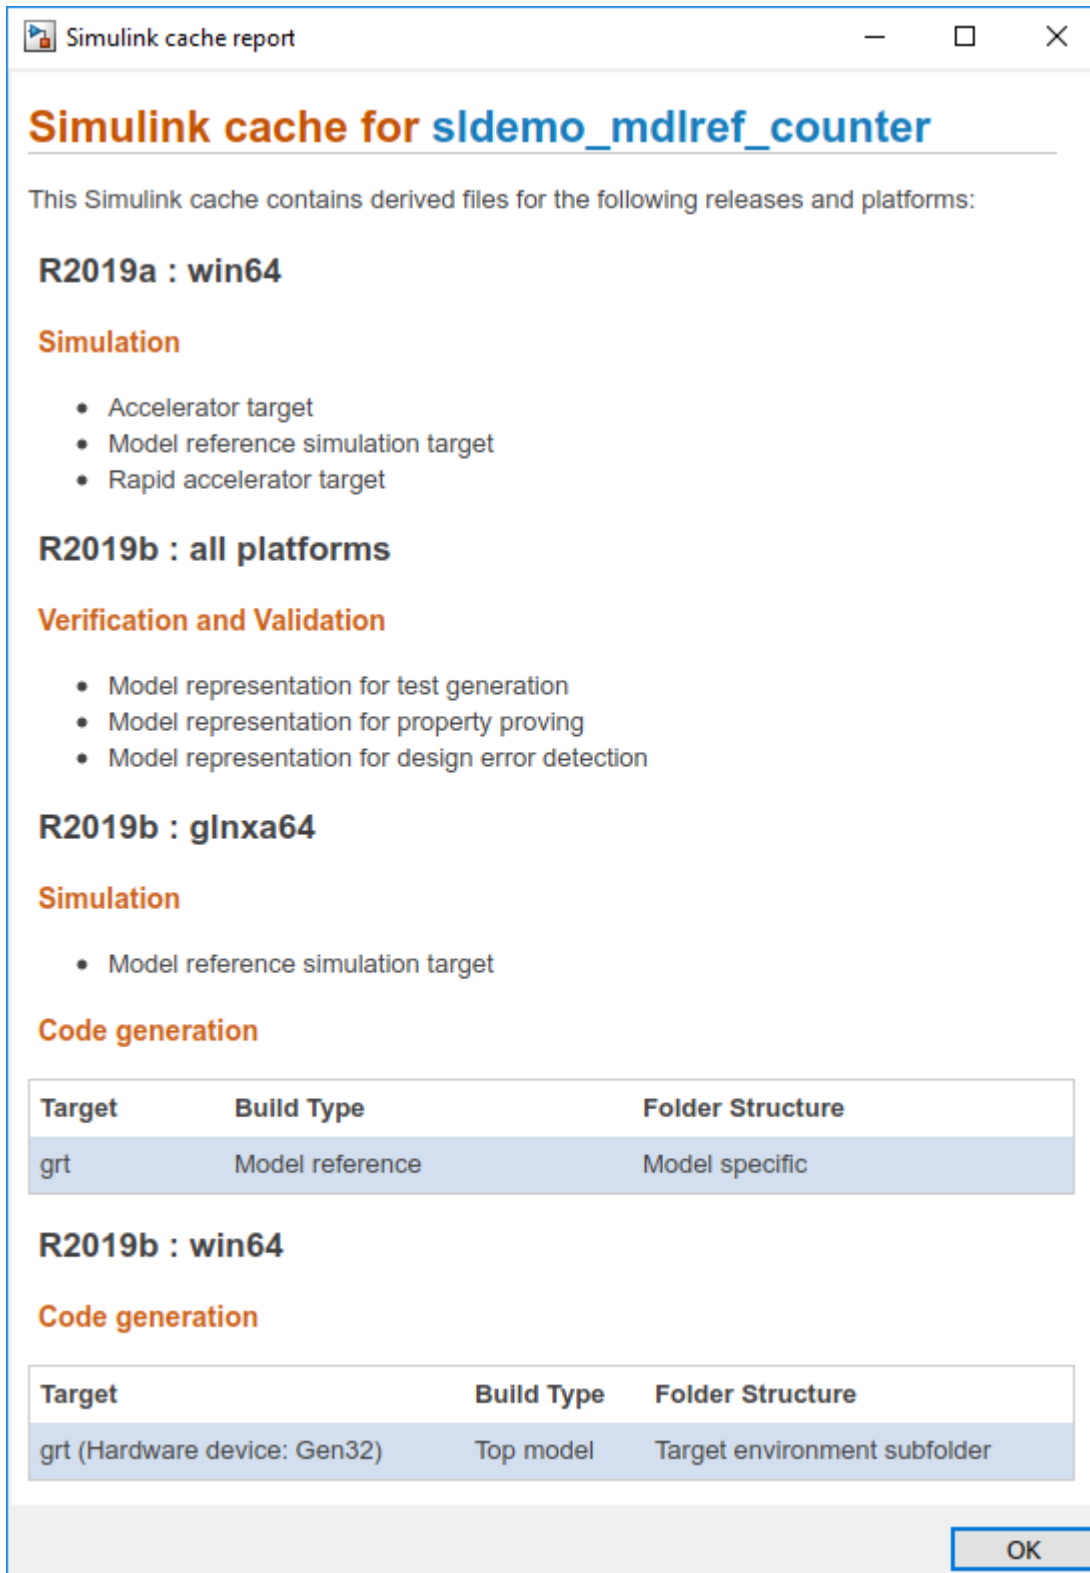 Simulink cache report
Simulink cache for sldemo_mdlref_counter
This Simulink cache contains derived files for the following releases and platforms:
R2019a : win64
Simulation
• Accelerator target
• Model reference simulation target
• Rapid accelerator target
R2019b : all platforms
Verification and Validation
• Model representation for test generation
• Model representation for property proving
• Model representation for design error detection
R2019b : glnxa64
Simulation
• Model reference simulation target
Code generation
Target Build Type Folder Structure
grt Model reference Model specific
R2019b : win64
Code generation
Target Build Type Folder Structure
grt (Hardware device: Gen32) Top model Target environment subfolder
OK